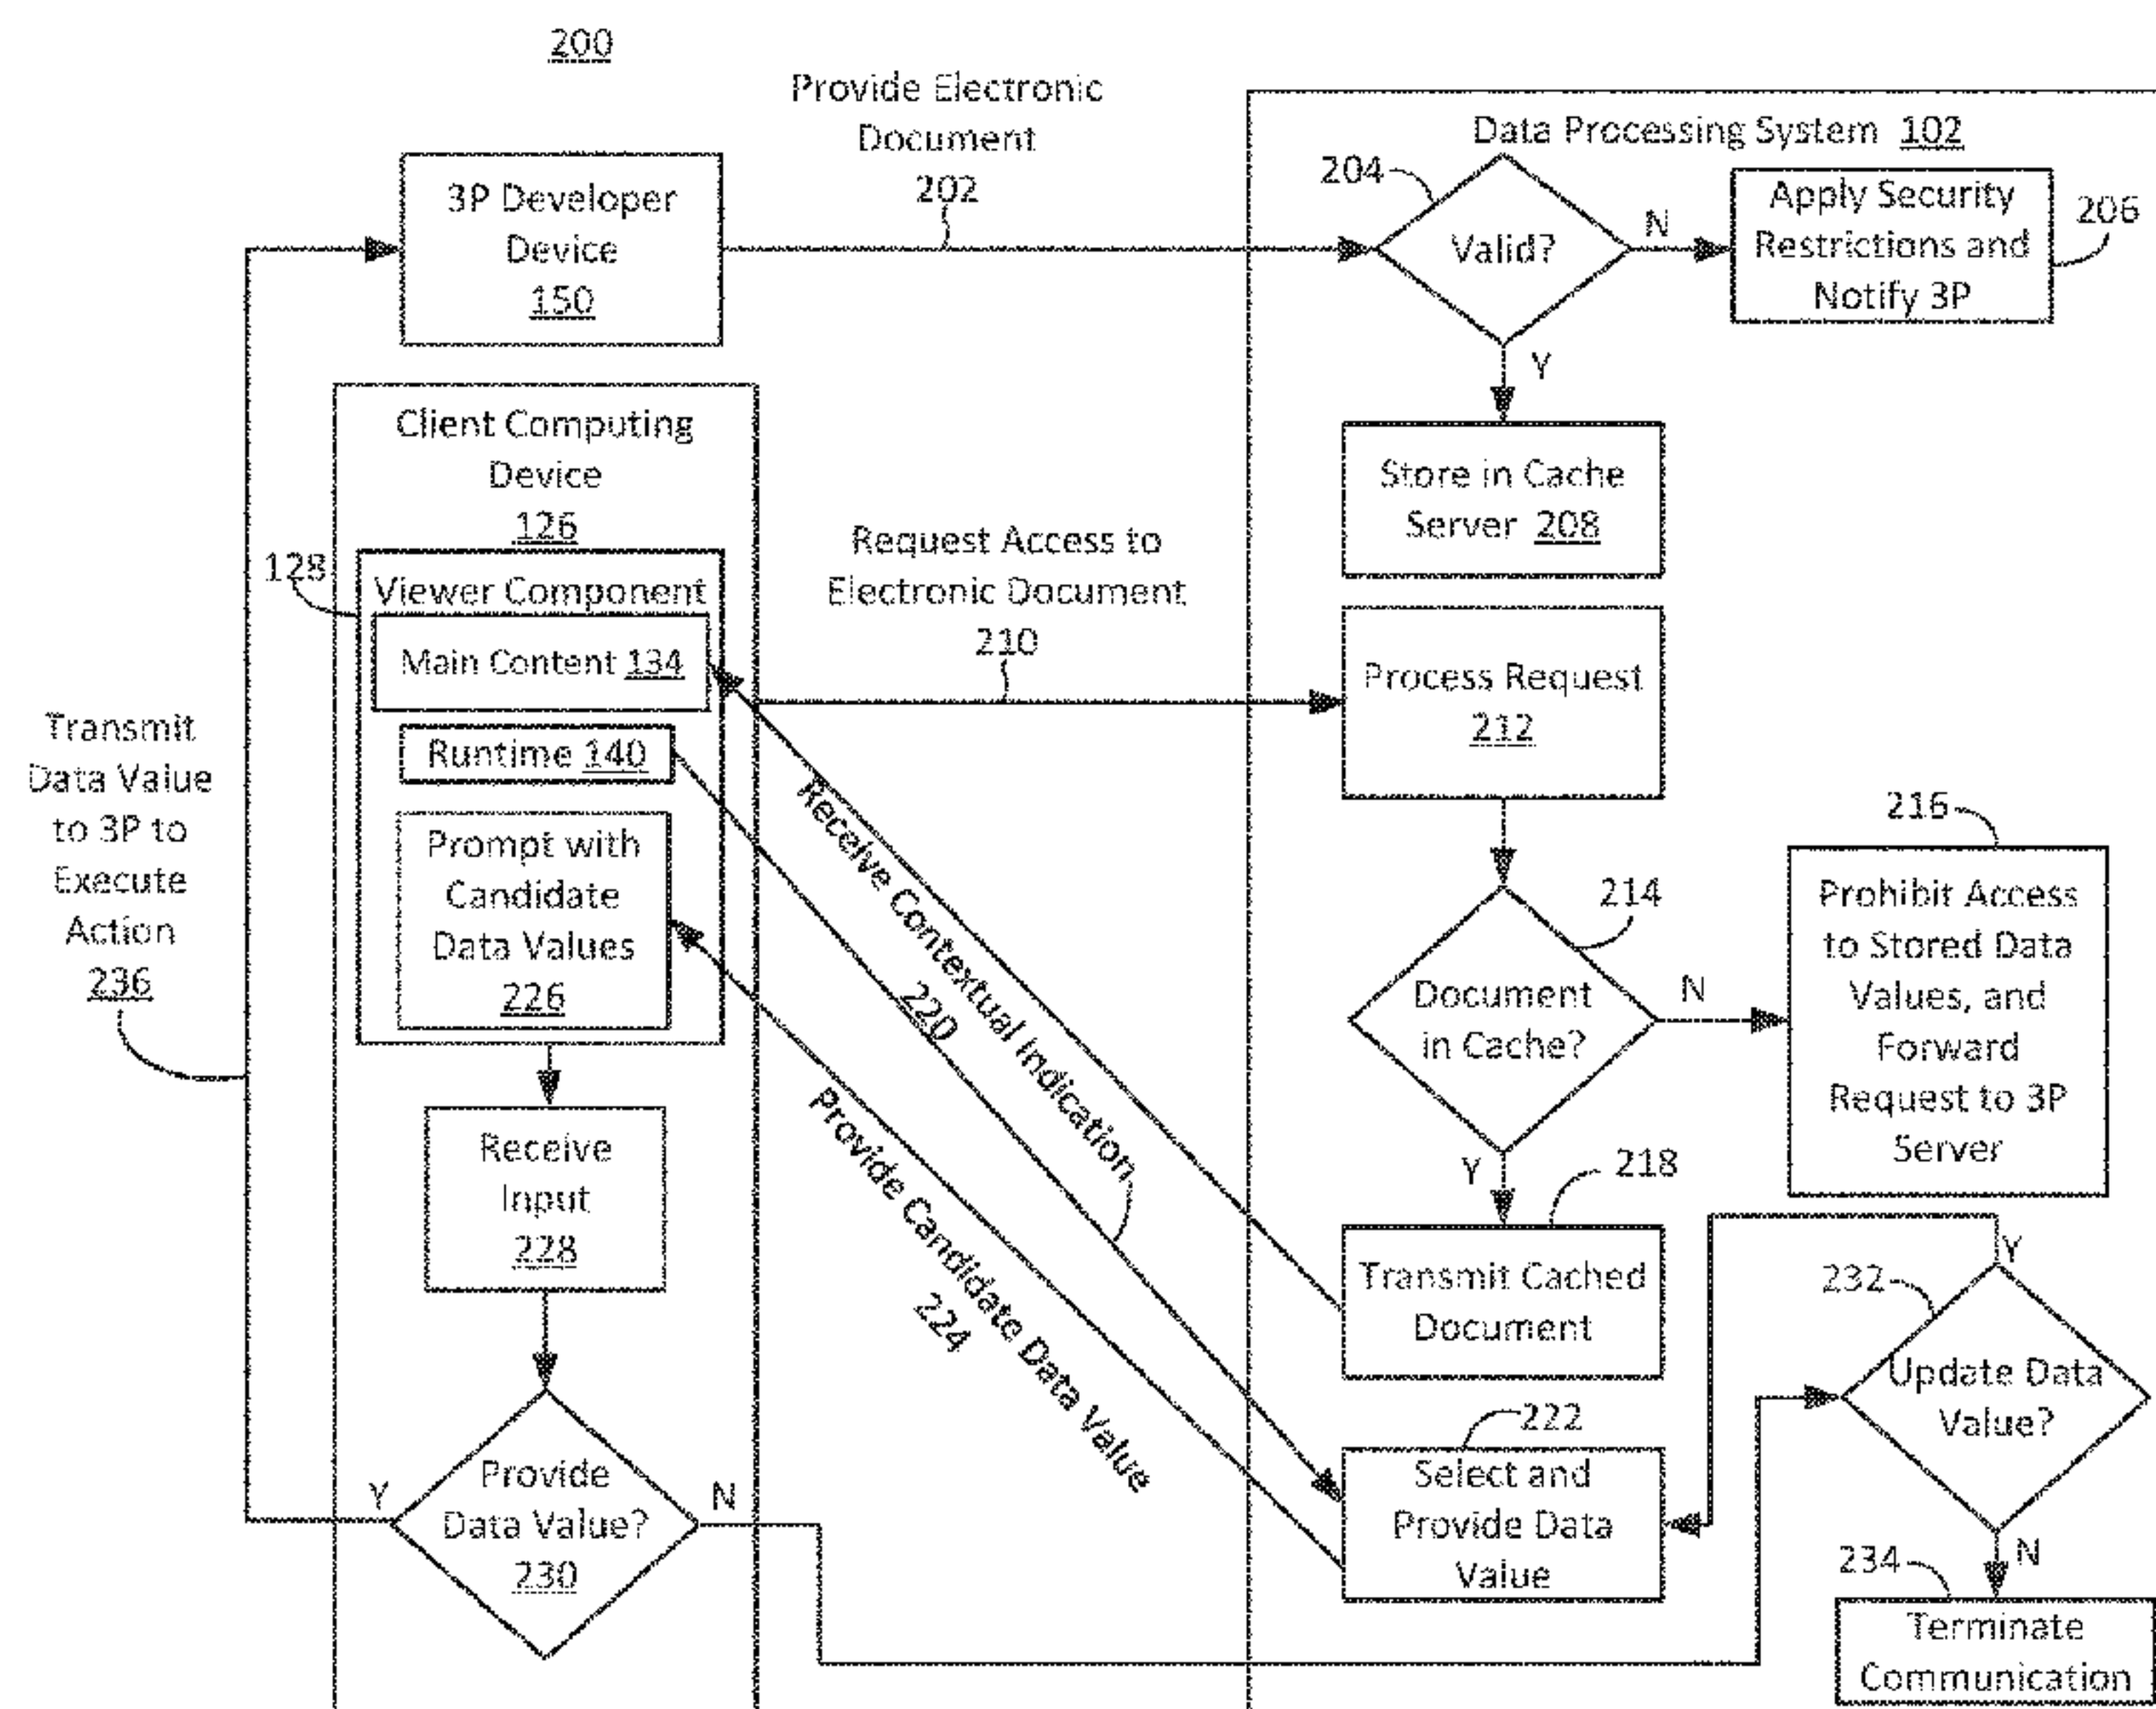 200
Provide Electronic
Document
202
Data Processing System 102
3P Developer
Device
150
204
Valid?
N
Y
Apply Security
Restrictions and
Notify 3P
206
Store in Cache
Server 208
Client Computing
Device
126
128
Viewer Component
Main Content 134
Runtime 140
Prompt with
Candidate
Data Values
226
Request Access to
Electronic Document
210
Process Request
212
Transmit
Data Value
to 3P to
Execute
Action
236
Receive Contextual Indication
220
Provide Candidate Data Value
224
214
Document
in Cache?
N
Y
216
Prohibit Access
to Stored Data
Values, and
Forward
Request to 3P
Server
218
Transmit Cached
Document
Receive
Input
228
Provide
Data Value?
230
Y
N
222
Select and
Provide Data
Value
232
Update Data
Value?
Y
N
234
Terminate
Communication